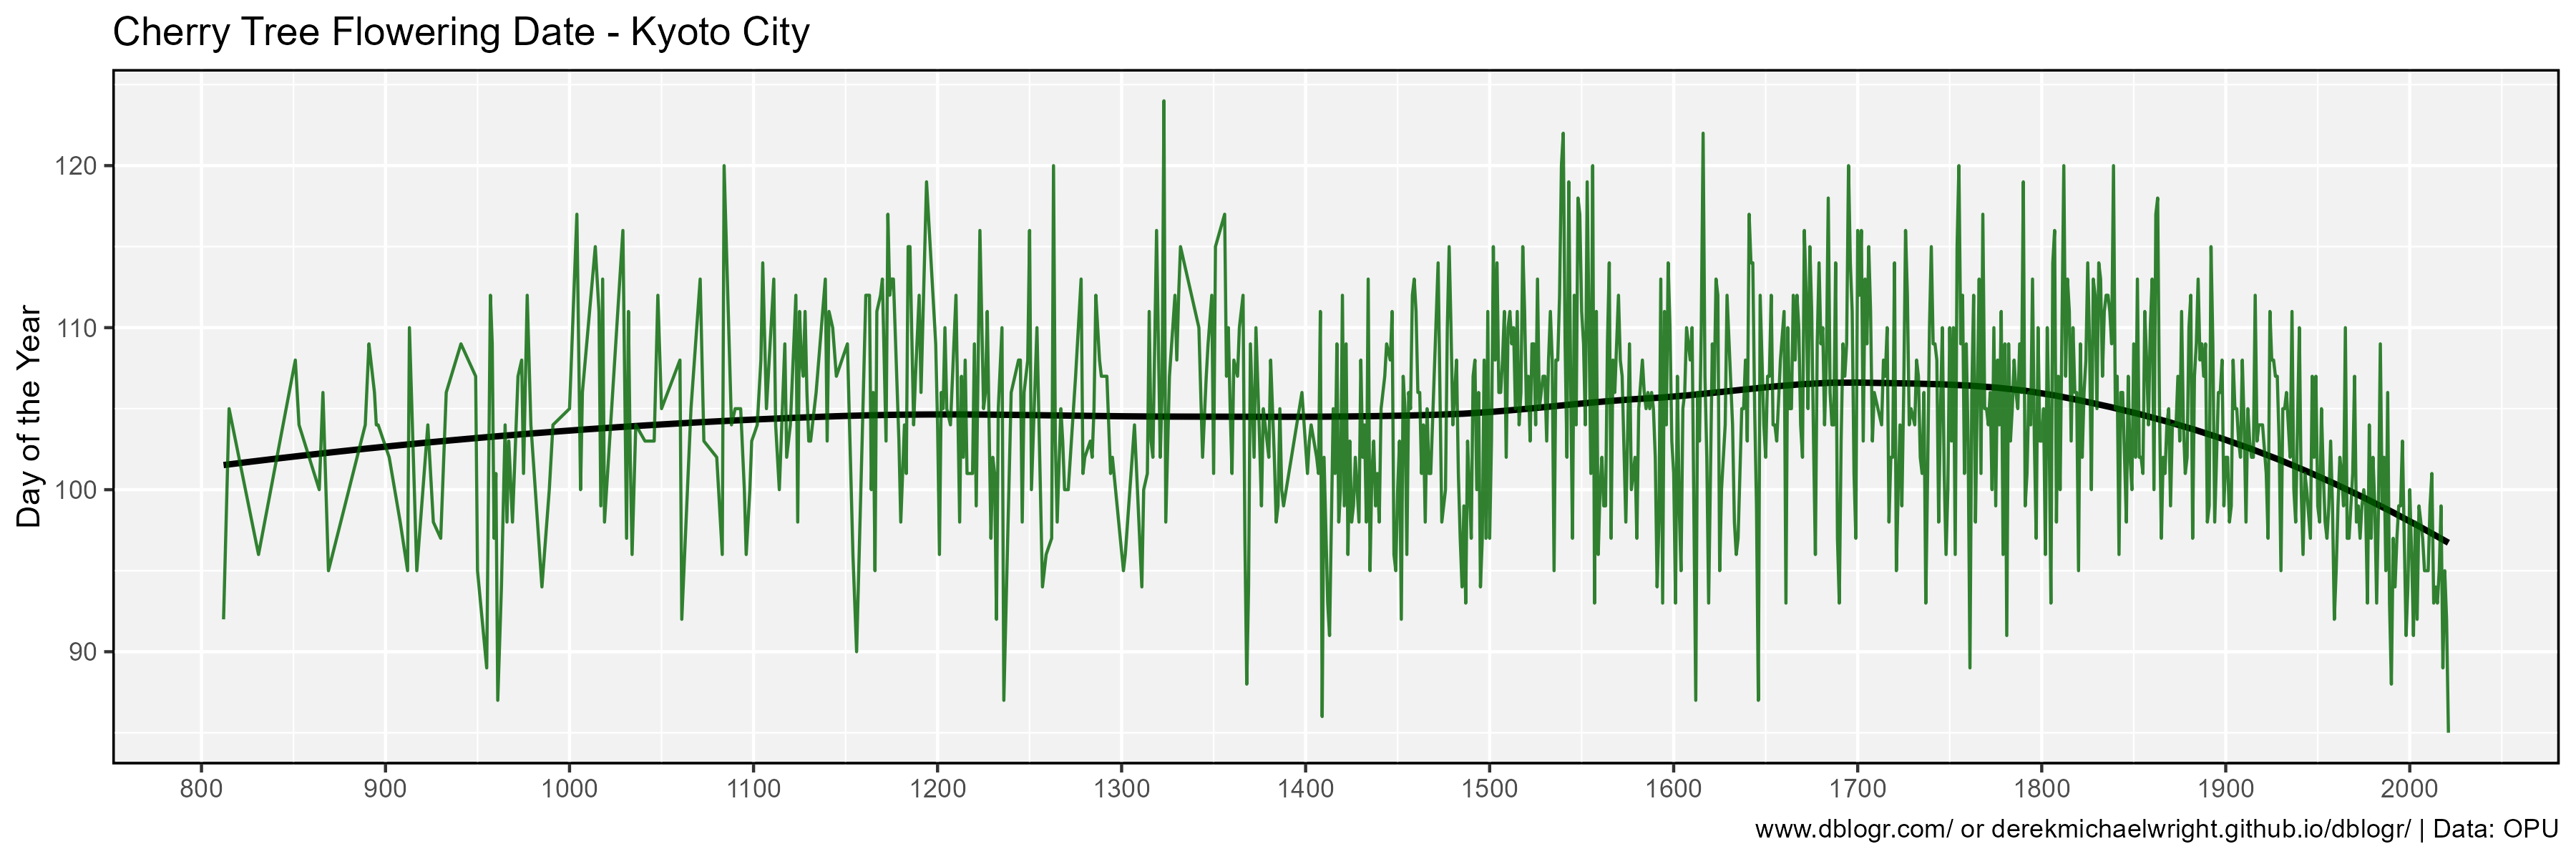 Cherry Tree Flowering Date - Kyoto City
Day of the Year
120
110
100
90
800 900 1000 1100 1200 1300 1400 1500 1600 1700 1800 1900 2000
www.dblogr.com/ or derekmichaelwright.github.io/dblogr/ | Data: OPU